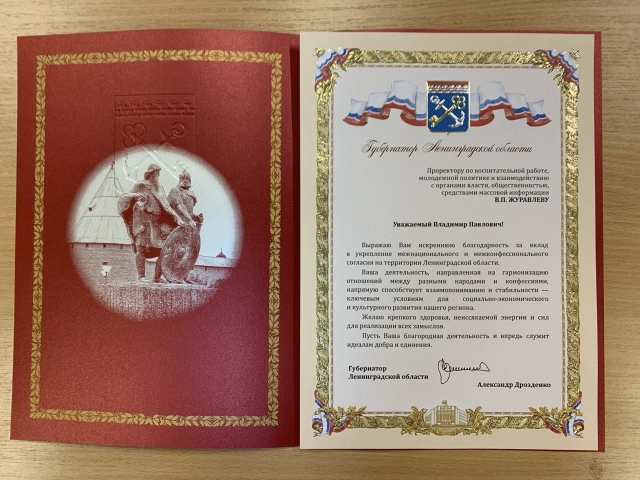 Губернатор Ленинградской области
Проректору по воспитательной работе,
молодежной политике и взаимодействию
с органами власти, общественностью,
средствами массовой информации
В.П. ЖУРАВЛЕВУ
Уважаемый Владимир Павлович!
Выражаю Вам искреннюю благодарность за вклад
в укрепление межнационального и межконфессионального
согласия на территории Ленинградской области.
Ваша деятельность, направленная на гармонизацию
отношений между разными народами и конфессиями,
напрямую способствует взаимопониманию и стабильности —
ключевым условиям для социально-экономического
и культурного развития нашего региона.
Желаю крепкого здоровья, неиссякаемой энергии и сил
для реализации всех замыслов.
Пусть Ваша благородная деятельность и впредь служит
идеалам добра и единения.
Губернатор
Ленинградской области
Александр Дрозденко